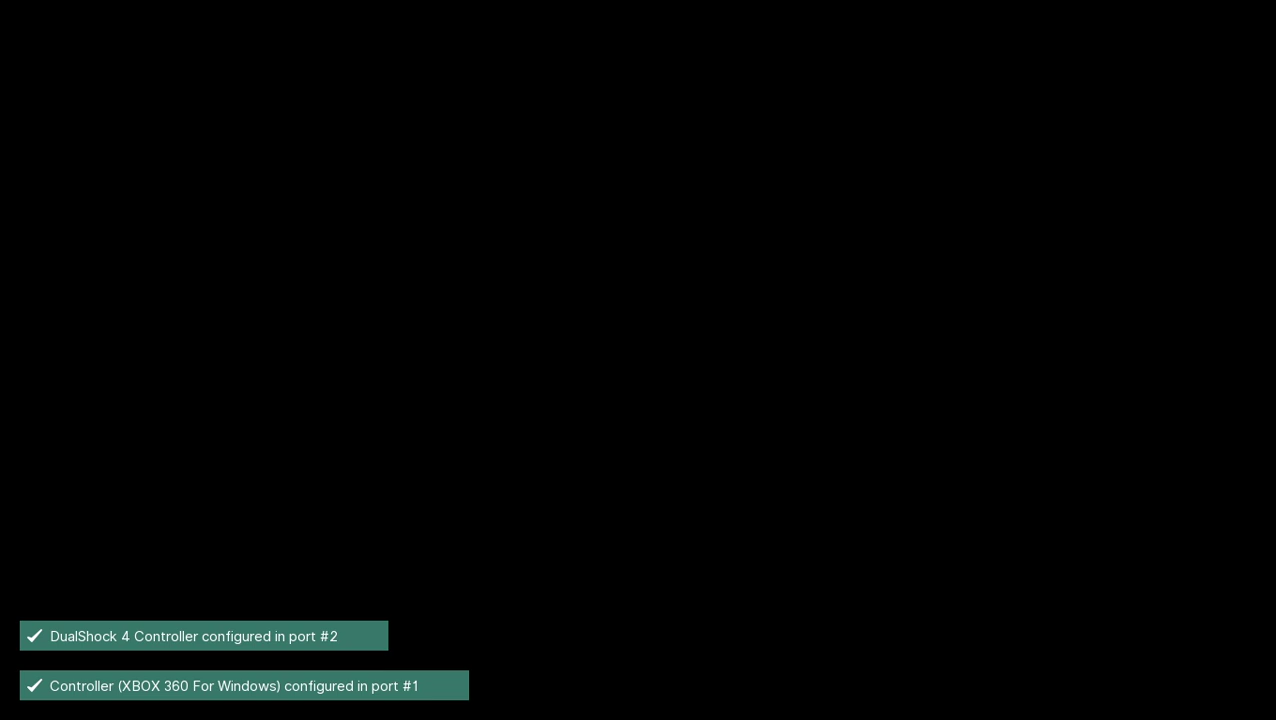 DualShock 4 Controller configured in port #2
Controller (XBOX 360 For Windows) configured in port #1